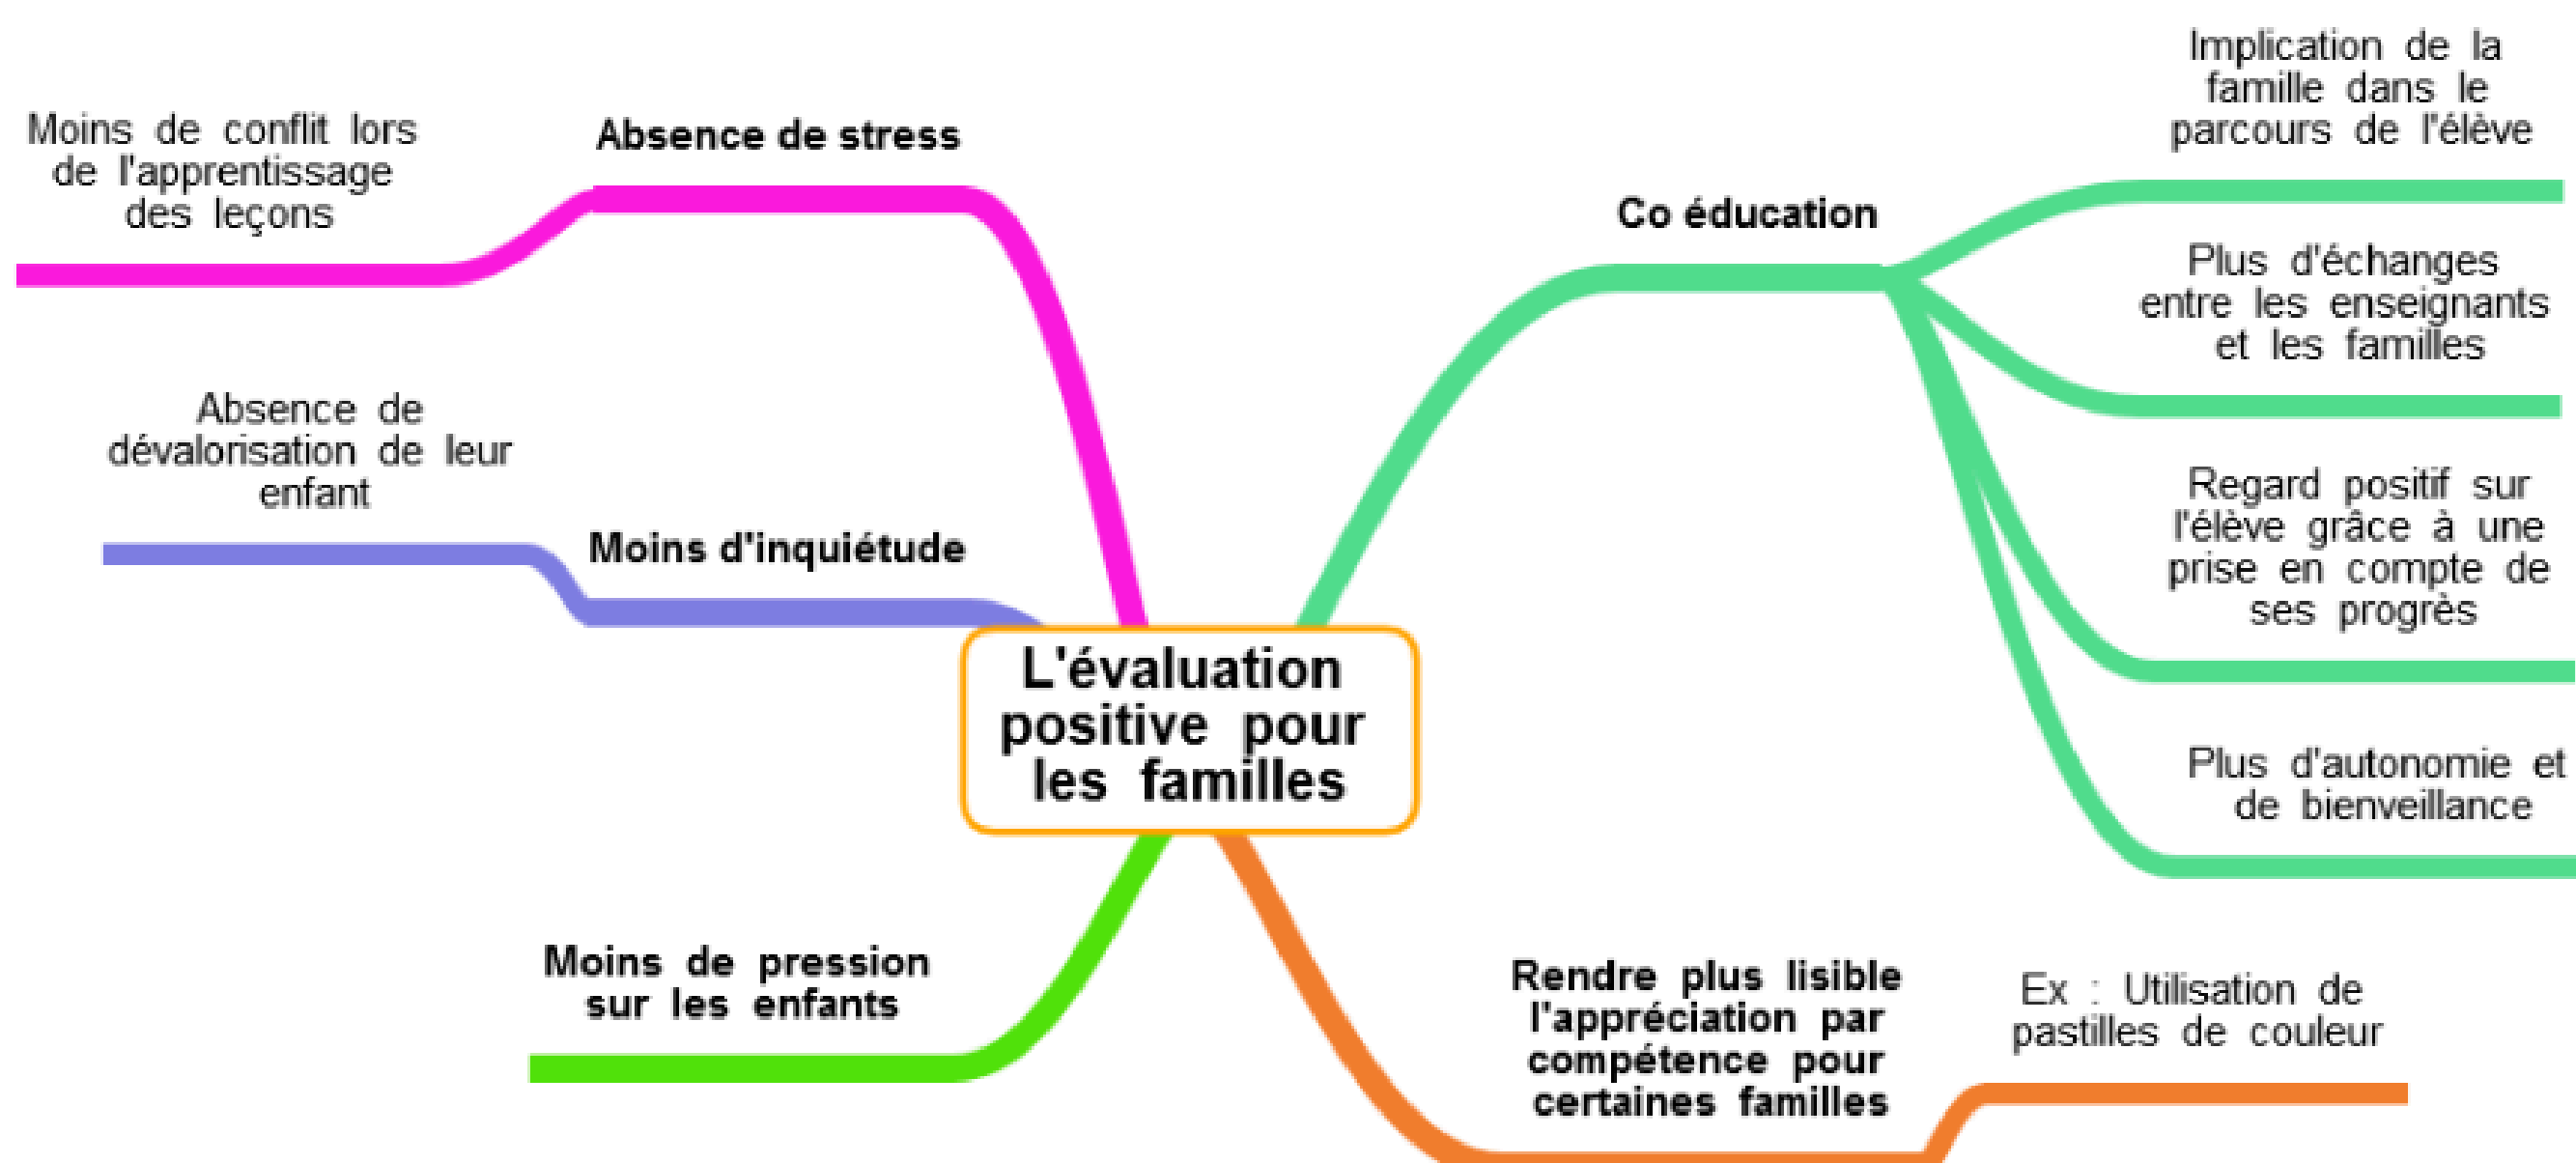 L'évaluation
positive pour
les familles
Absence de stress
Moins de conflit lors
de l'apprentissage
des leçons
Moins d'inquiétude
Absence de
dévalorisation de leur
enfant
Moins de pression
sur les enfants
Co éducation
Implication de la
famille dans le
parcours de l'élève
Plus d'échanges
entre les enseignants
et les familles
Regard positif sur
l'élève grâce à une
prise en compte de
ses progrès
Plus d'autonomie et
de bienveillance
Rendre plus lisible
l'appréciation par
compétence pour
certaines familles
Ex : Utilisation de
pastilles de couleur